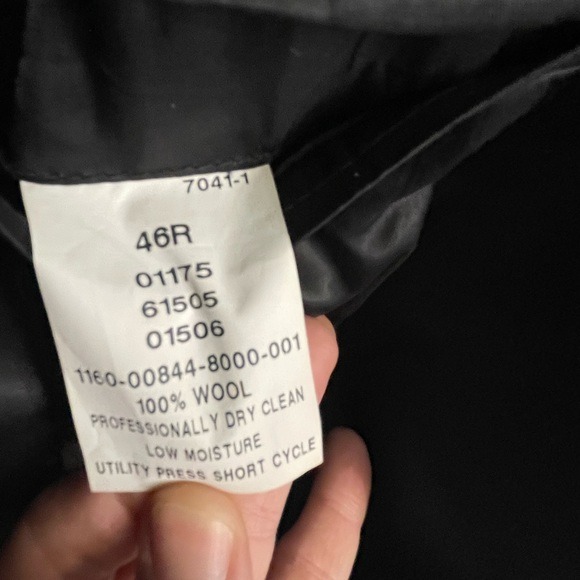 7041-1
46R
01175
61505
01506
1160-00844-8000-001
100% WOOL
PROFESSIONALLY DRY CLEAN
LOW MOISTURE
UTILITY PRESS SHORT CYCLE